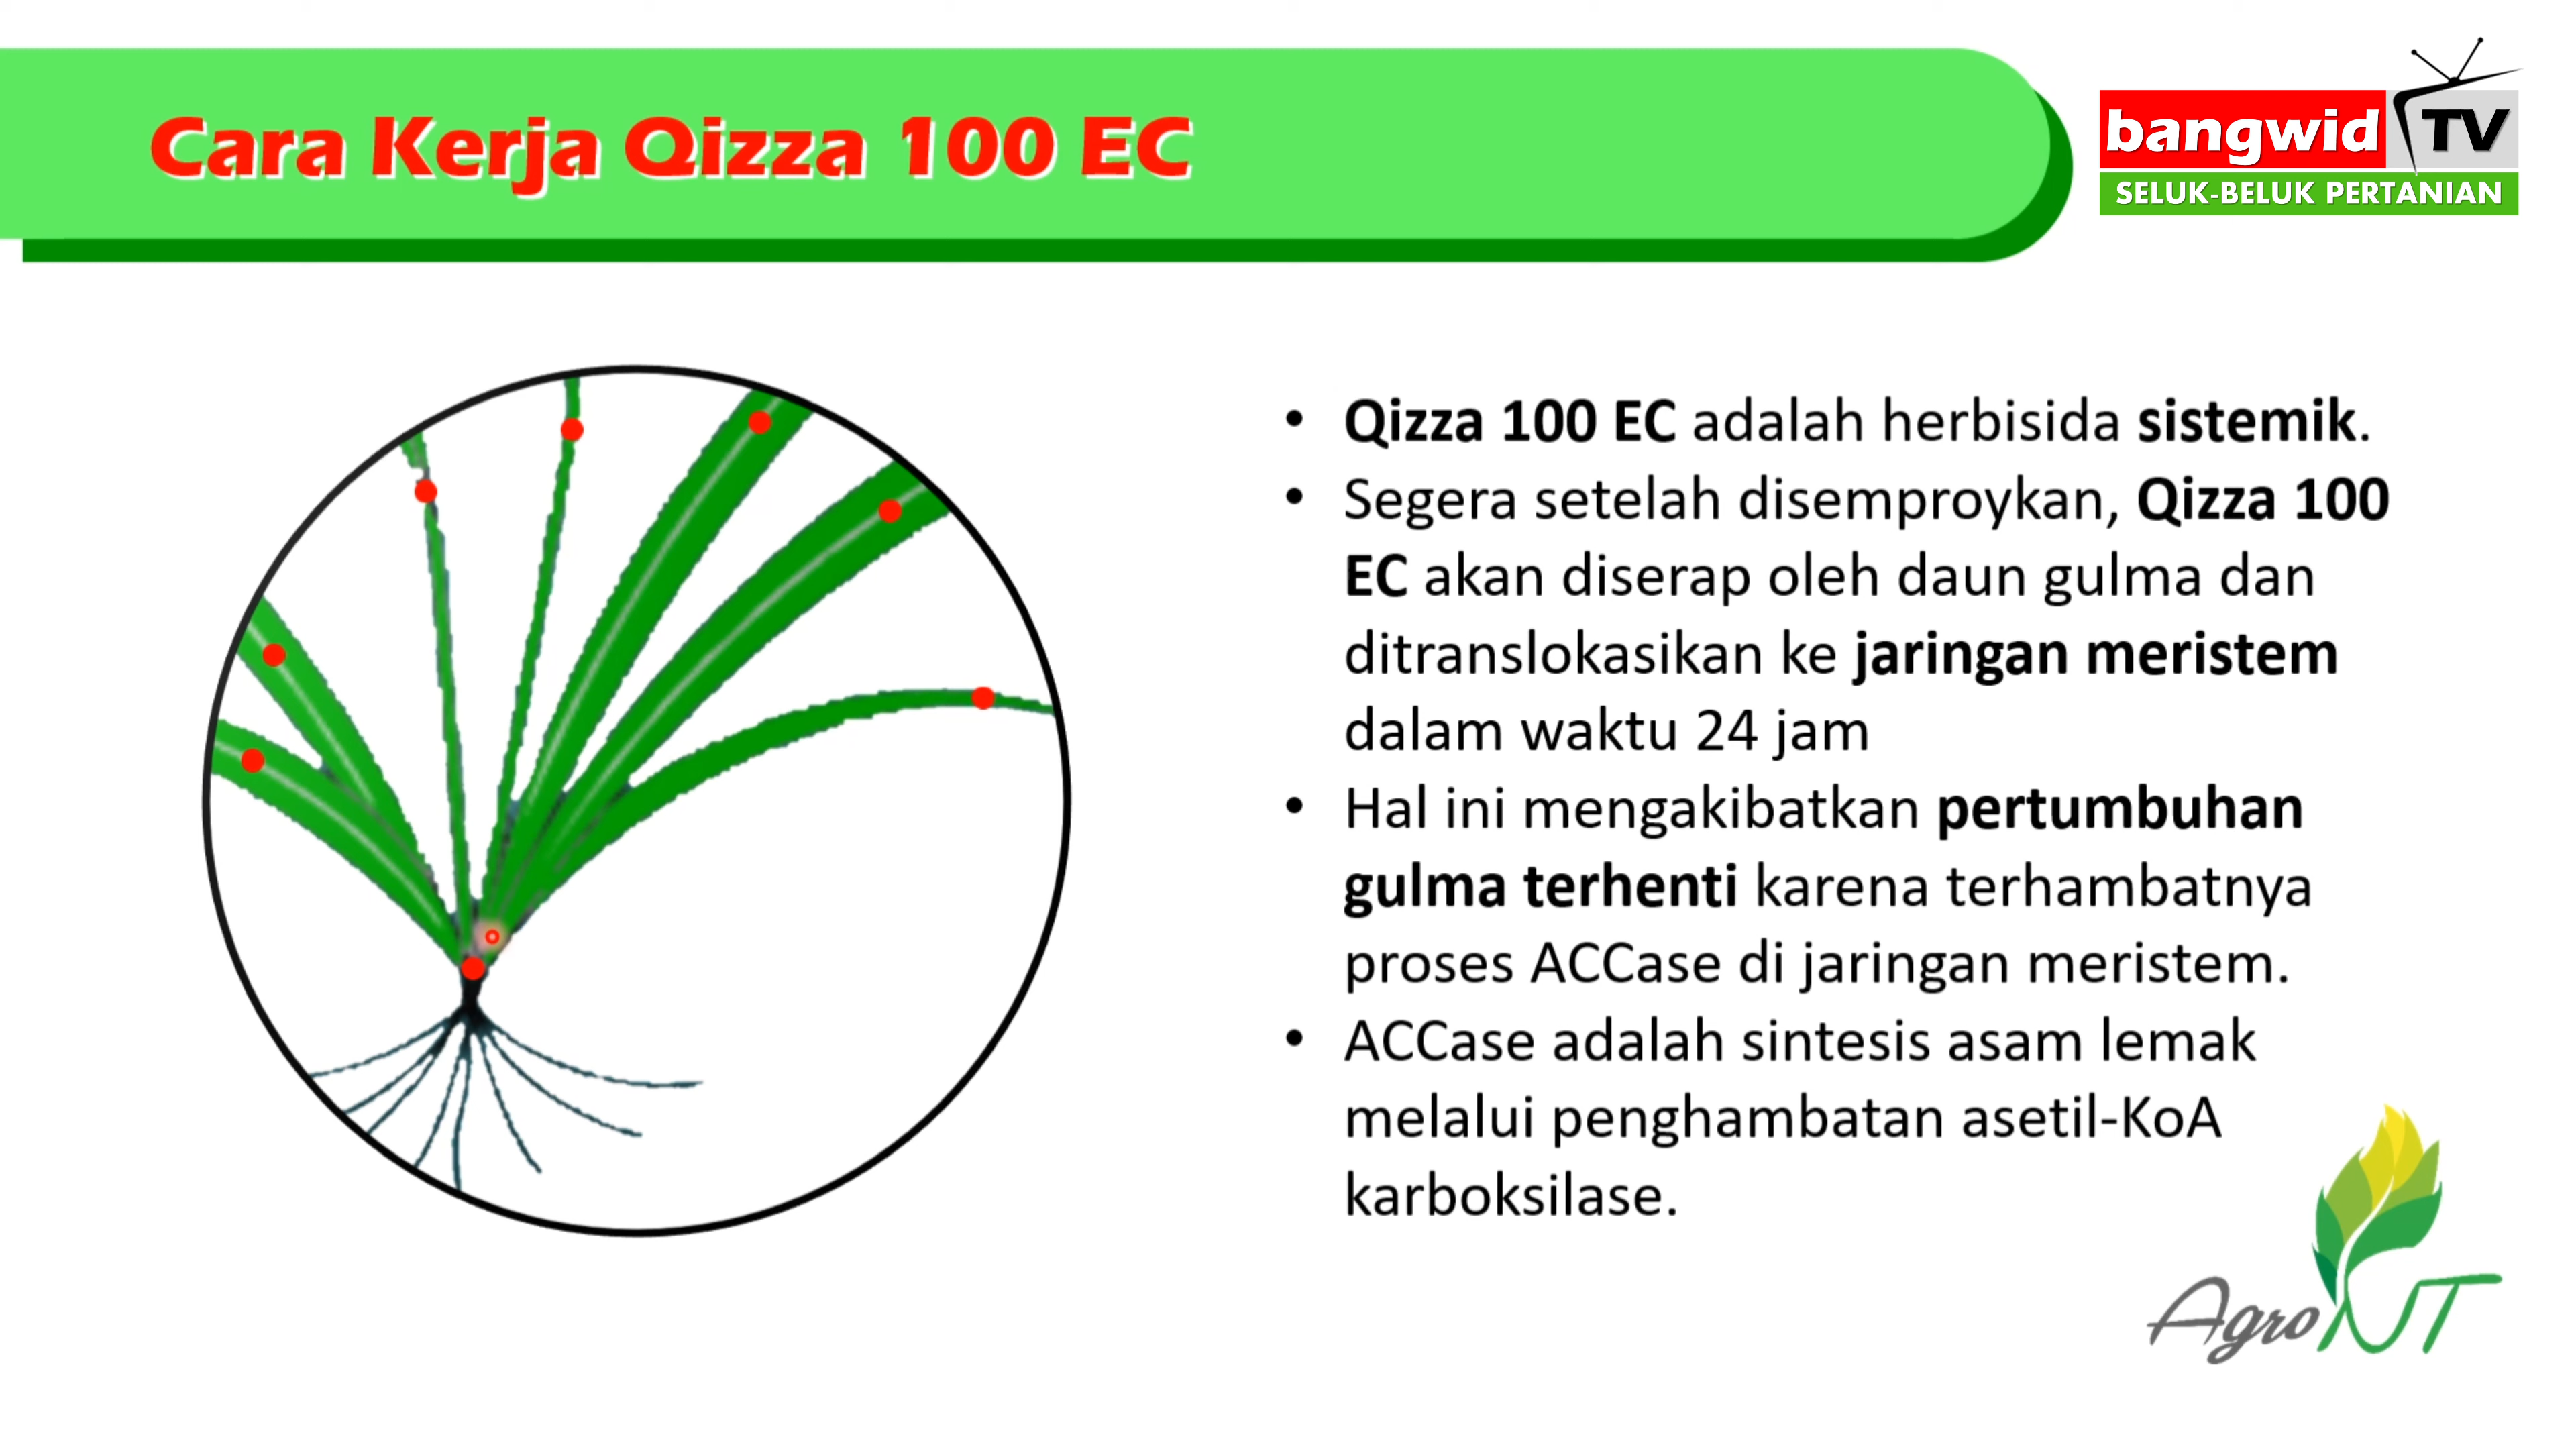 Cara Kerja Qizza 100 EC
bangwid TV
SELUK-BELUK PERTANIAN
• Qizza 100 EC adalah herbisida sistemik.
• Segera setelah disemproykan, Qizza 100
EC akan diserap oleh daun gulma dan
ditranslokasikan ke jaringan meristem
dalam waktu 24 jam
• Hal ini mengakibatkan pertumbuhan
gulma terhenti karena terhambatnya
proses ACCase di jaringan meristem.
• ACCase adalah sintesis asam lemak
melalui penghambatan asetil-KoA
karboksilase.
Agro UT